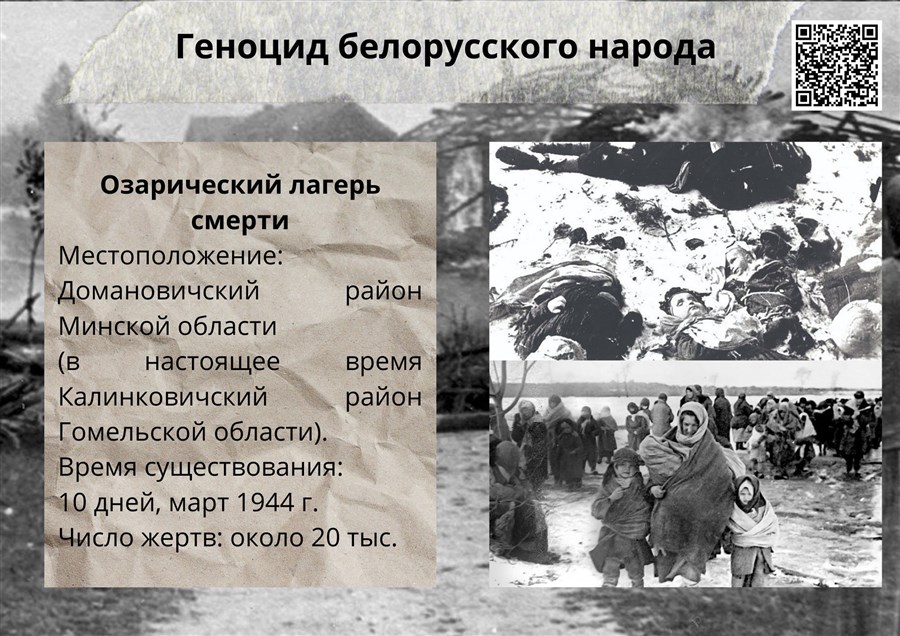 Геноцид белорусского народа
Озарический лагерь
смерти
Местоположение:
Домановичский район
Минской области
(в настоящее время
Калинковичский район
Гомельской области).
Время существования:
10 дней, март 1944 г.
Число жертв: около 20 тыс.